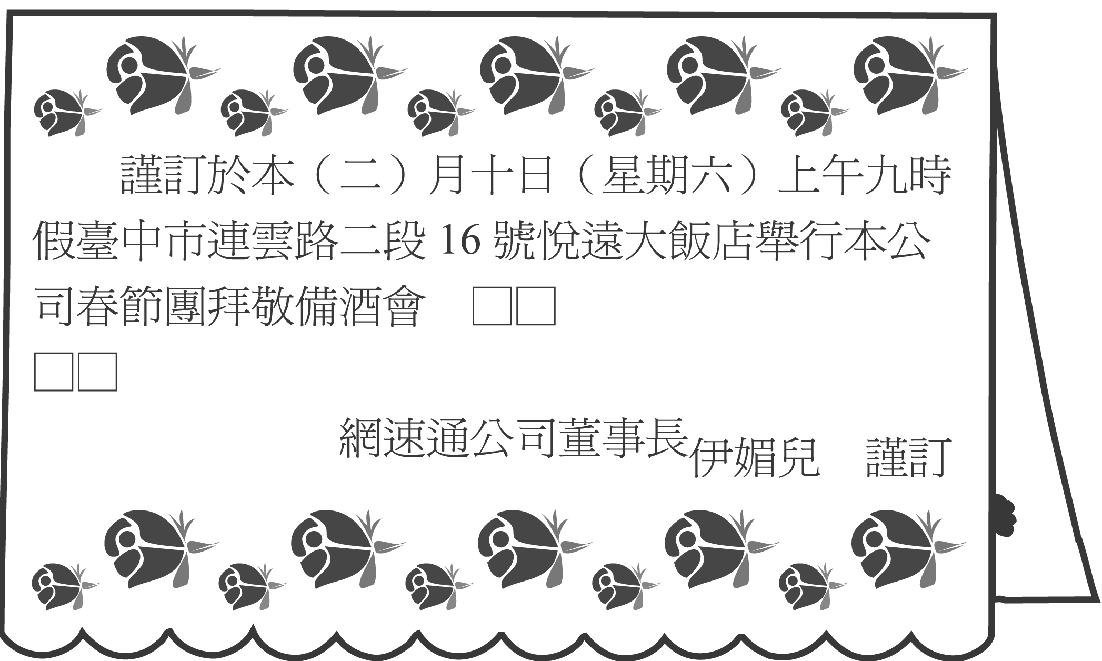 謹訂於本（二）月十日（星期六）上午九時
假臺中市連雲路二段 16 號悅遠大飯店舉行本公
司春節團拜敬備酒會　□□
□□
網速通公司董事長伊媚兒　謹訂